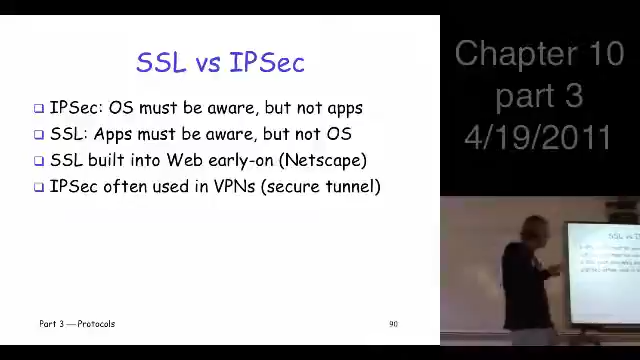 SSL vs IPSec
IPSec: OS must be aware, but not apps
SSL: Apps must be aware, but not OS
SSL built into Web early-on (Netscape)
IPSec often used in VPNs (secure tunnel)
Part 3 — Protocols
90
Chapter 10
part 3
4/19/2011
SSL vs I